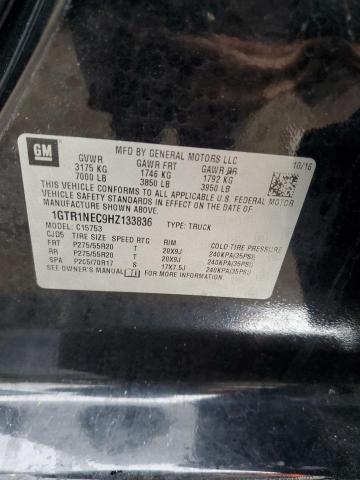 GM
MFD BY GENERAL MOTORS LLC
10/16
GVWR GAWR FRT GAWR RR
3175 KG 1746 KG 1792 KG
7000 LB 3850 LB 3950 LB
THIS VEHICLE CONFORMS TO ALL APPLICABLE U.S. FEDERAL
MOTOR VEHICLE SAFETY AND THEFT PREVENTION STANDARDS
IN EFFECT ON THE DATE OF MANUFACTURE SHOWN ABOVE.
1GTR1NEC9HZ133836 TYPE: TRUCK
MODEL: C15753
CJD5 TIRE SIZE SPEED RTG RIM COLD TIRE PRESSURE
FRT P275/55R20 T 20X9J 240KPA(35PSI)
RR P275/55R20 T 20X9J 240KPA(35PSI)
SPA P265/70R17 S 17X7.5J 240KPA(35PSI)
SEE OWNER'S MANUAL FOR MORE INFORMATION.